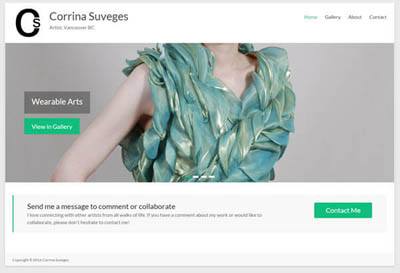 Cs
Corrina Suveges
Artist, Vancouver BC
Home Gallery About Contact
Wearable Arts
View in Gallery
Send me a message to comment or collaborate
I love connecting with other artists from all walks of life. If you have a comment about my work or would like to
collaborate, please don't hesitate to contact me!
Contact Me
Copyright © 2016 Corrina Suveges